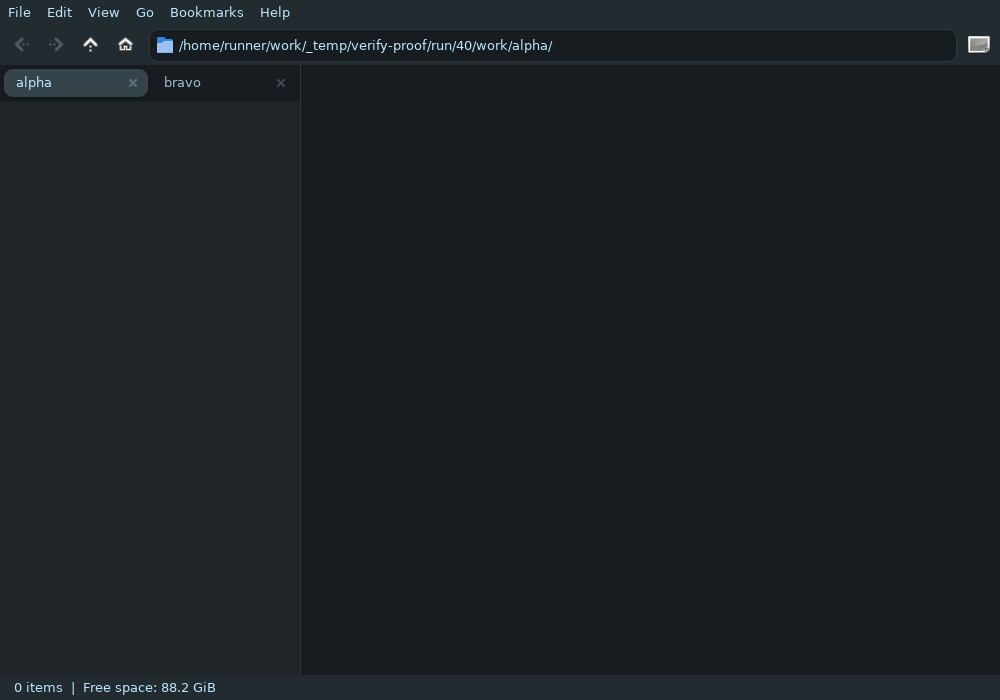 File Edit View Go Bookmarks Help
/home/runner/work/_temp/verify-proof/run/40/work/alpha/
alpha bravo
0 items | Free space: 88.2 GiB